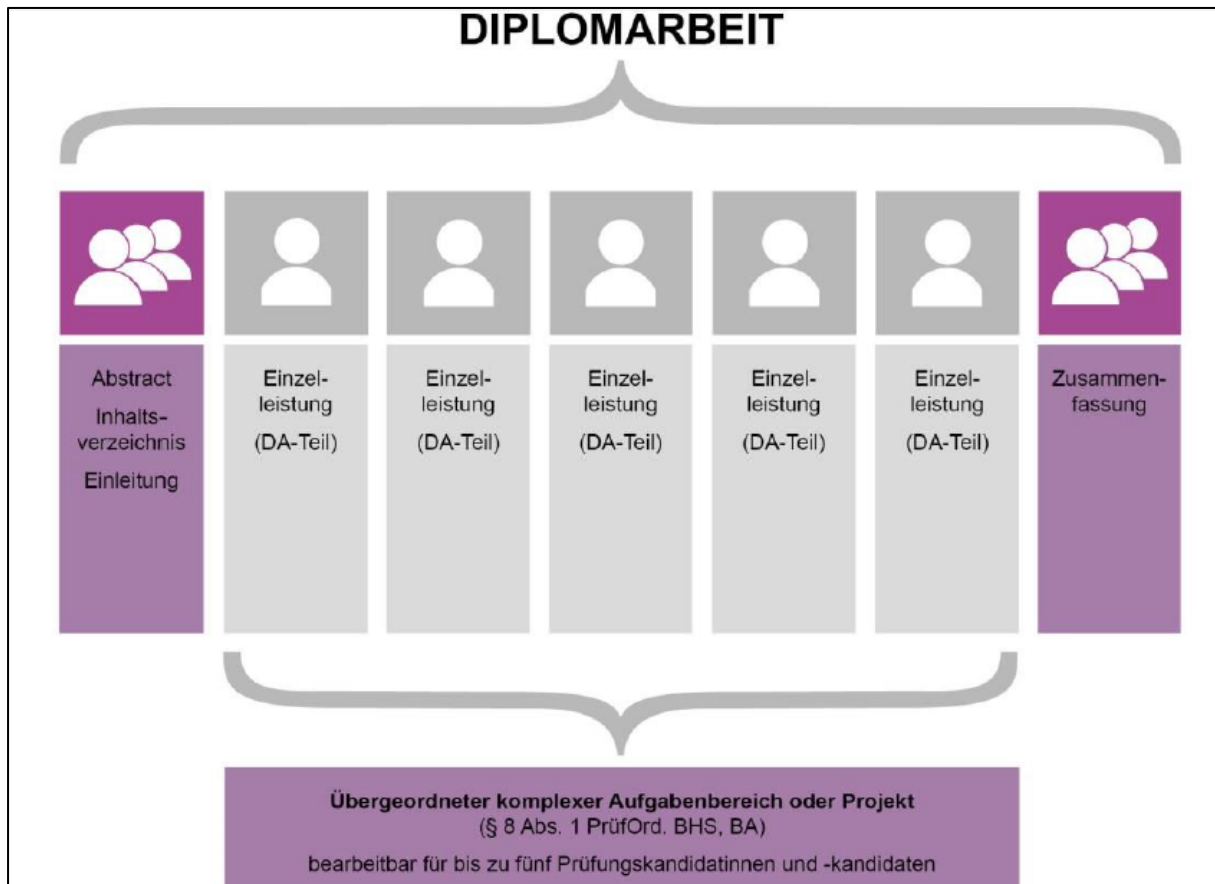 DIPLOMARBEIT
Abstract
Inhalts-
verzeichnis
Einleitung
Einzel-
leistung
(DA-Teil)
Einzel-
leistung
(DA-Teil)
Einzel-
leistung
(DA-Teil)
Einzel-
leistung
(DA-Teil)
Einzel-
leistung
(DA-Teil)
Zusammen-
fassung
Übergeordneter komplexer Aufgabenbereich oder Projekt
(§ 8 Abs. 1 PrüfOrd. BHS, BA)
bearbeitbar für bis zu fünf Prüfungskandidatinnen und -kandidaten